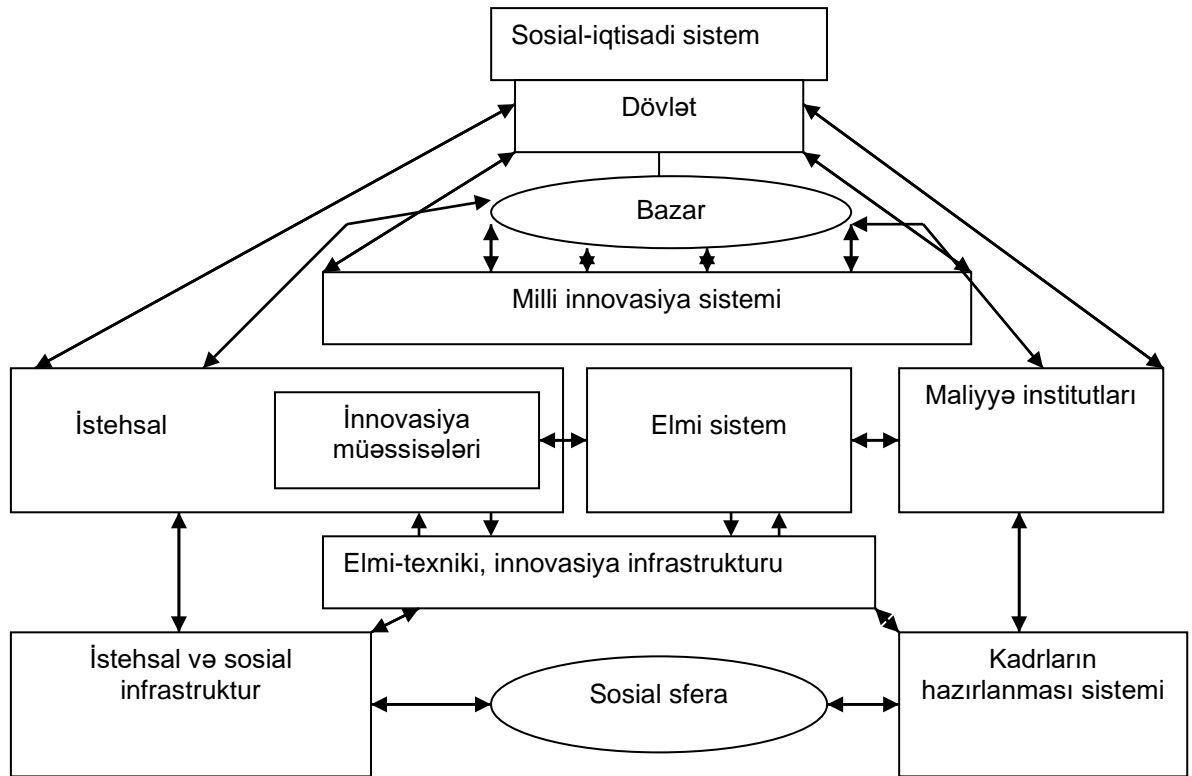 Sosial-iqtisadi sistem
Dövlət
Bazar
Milli innovasiya sistemi
İstehsal
İnnovasiya
müəssisələri
Elmi sistem
Maliyyə institutları
Elmi-texniki, innovasiya infrastrukturu
İstehsal və sosial
infrastruktur
Sosial sfera
Kadrların
hazırlanması sistemi